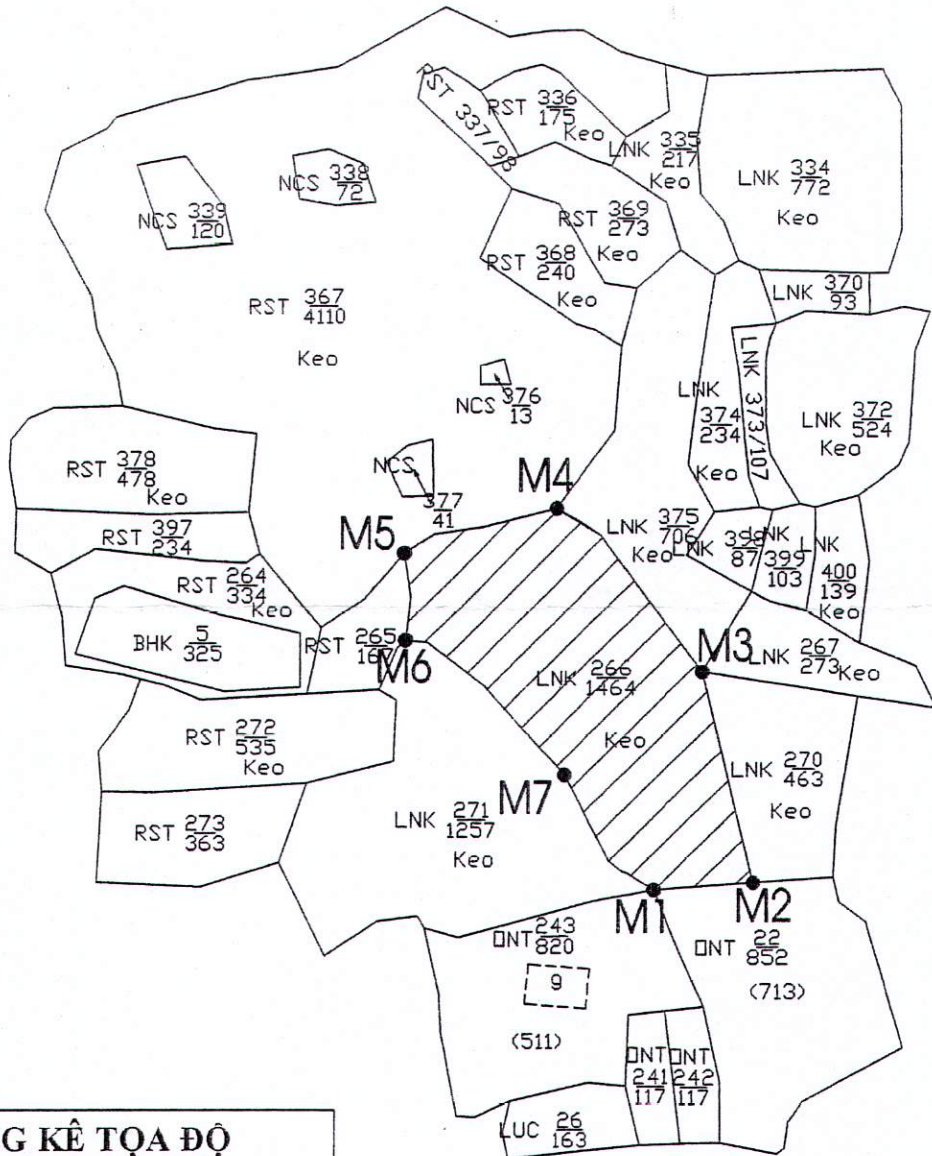 RST 337/98
RST 336/175
Keo
LNK 335/217
Keo
LNK 334/772
Keo
NCS 338/72
NCS 339/120
RST 369/273
Keo
RST 368/240
Keo
LNK 370/93
RST 367/4110
Keo
LNK 373/107
NCS 376/13
LNK 374/234
Keo
LNK 372/524
Keo
RST 378/478
Keo
NCS 377/41
M4
RST 397/234
M5
LNK 375/706
Keo
LNK 398/87
LNK 399/103
LNK 400/139
Keo
RST 264/334
Keo
BHK 5/325
RST 265/
M6
M3
LNK 267/273
Keo
LNK 266/1464
Keo
RST 272/535
Keo
M7
LNK 270/463
Keo
RST 273/363
LNK 271/1257
Keo
M1
M2
ONT 243/820
9
(511)
ONT 22/852
(713)
ONT 241/117
ONT 242/117
LUC 26/163
G KÊ TỌA ĐỘ